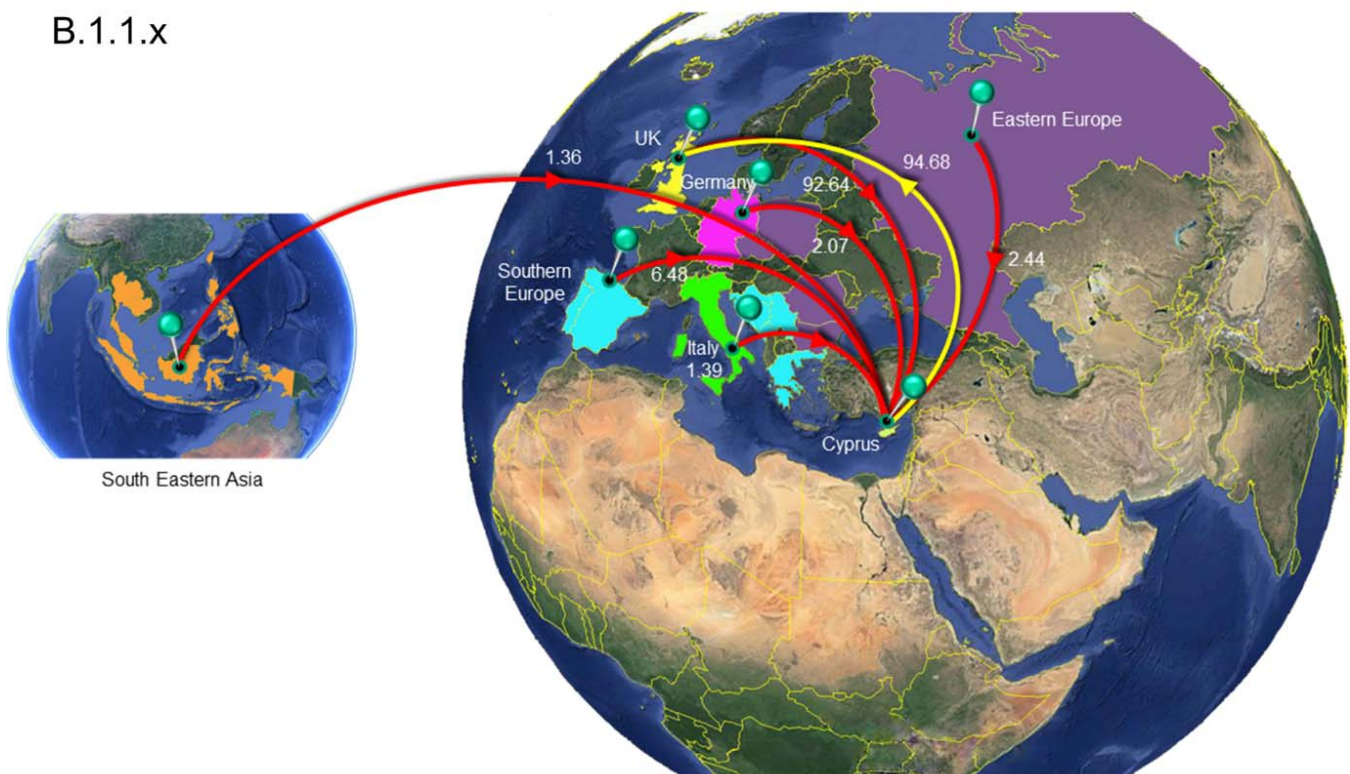 B.1.1.x
Eastern Europe
UK
94.68
1.36
Germany
92.64
2.07
2.44
Southern
Europe
6.48
Italy
1.39
Cyprus
South Eastern Asia